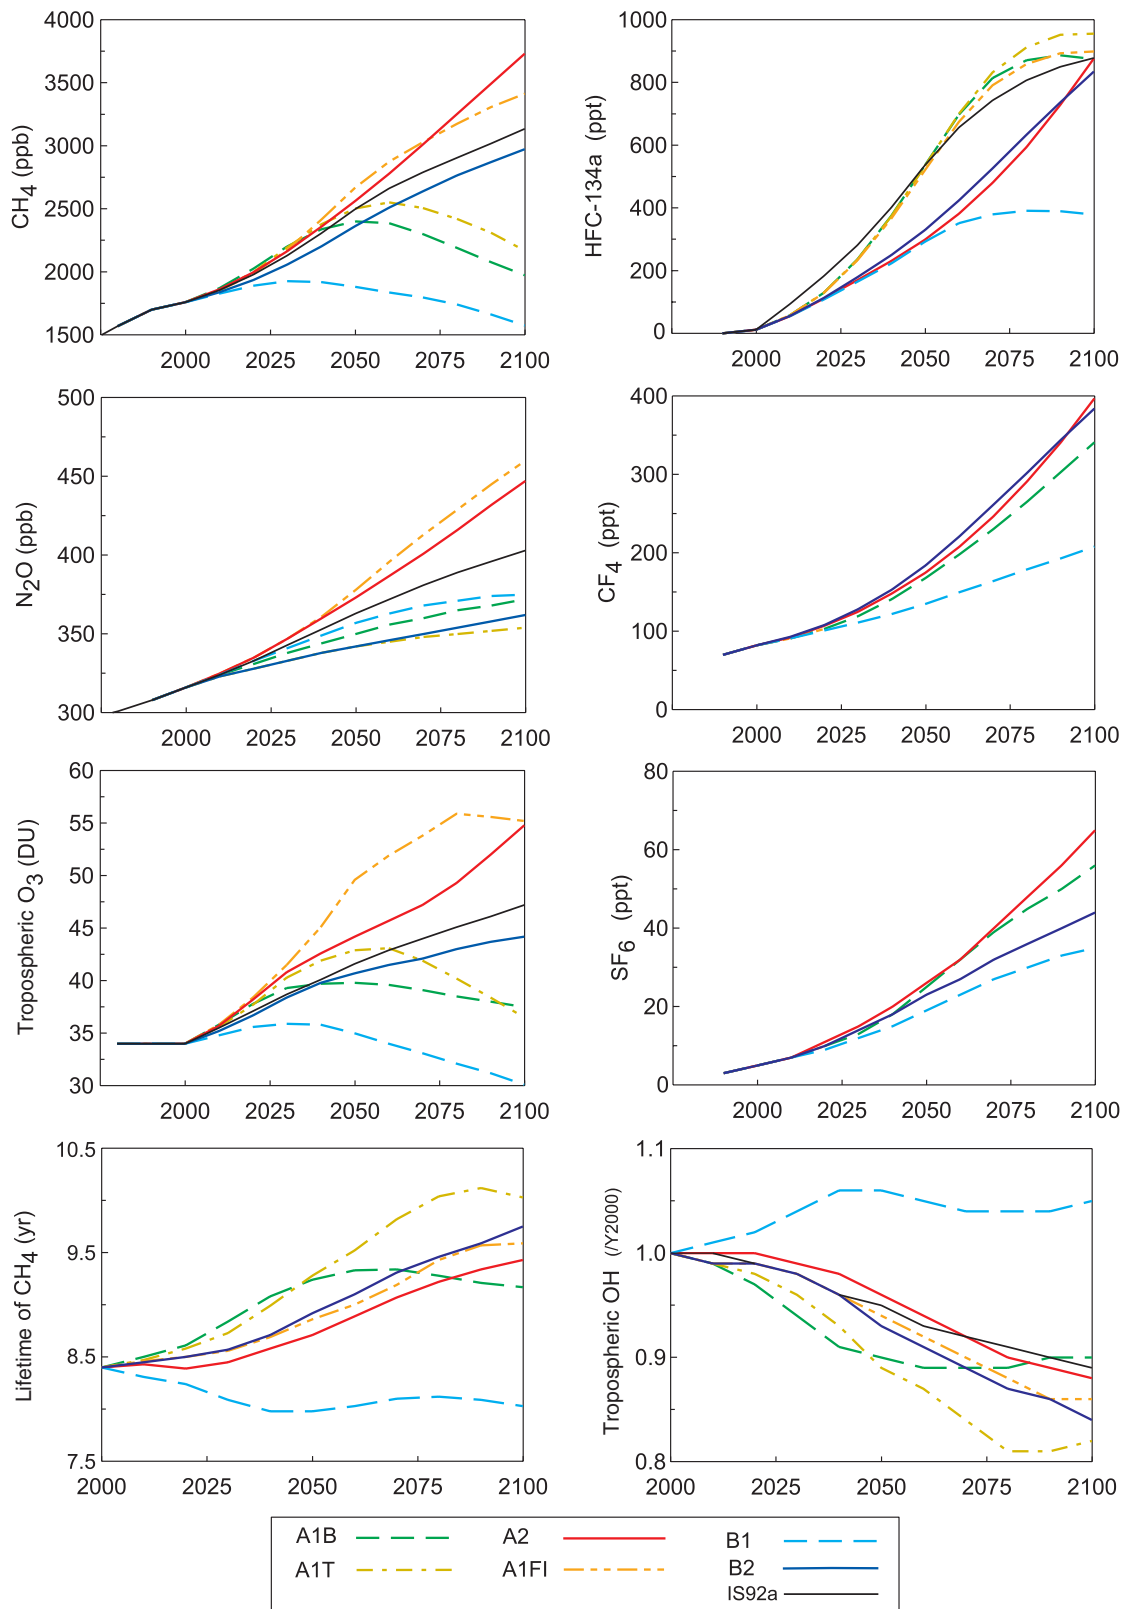 4000
3500
3000
2500
2000
1500
CH4 (ppb)
2000 2025 2050 2075 2100
1000
800
600
400
200
0
HFC-134a (ppt)
2000 2025 2050 2075 2100
500
450
400
350
300
N2O (ppb)
2000 2025 2050 2075 2100
400
300
200
100
0
CF4 (ppt)
2000 2025 2050 2075 2100
60
55
50
45
40
35
30
Tropospheric O3 (DU)
2000 2025 2050 2075 2100
80
60
40
20
0
SF6 (ppt)
2000 2025 2050 2075 2100
10.5
9.5
8.5
7.5
Lifetime of CH4 (yr)
2000 2025 2050 2075 2100
1.1
1.0
0.9
0.8
Tropospheric OH (/Y2000)
2000 2025 2050 2075 2100
A1B A2 B1
A1T A1FI B2
IS92a